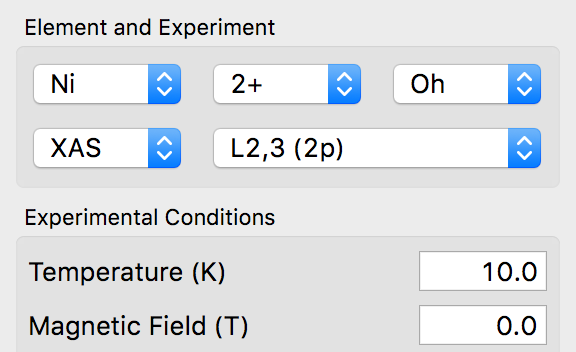 Element and Experiment
Ni 2+ Oh
XAS L2,3 (2p)
Experimental Conditions
Temperature (K) 10.0
Magnetic Field (T) 0.0